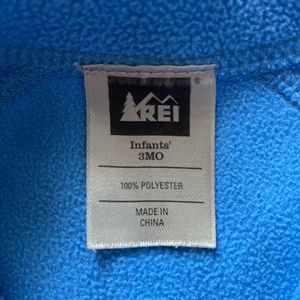 REI
Infants'
3MO
100% POLYESTER
MADE IN
CHINA